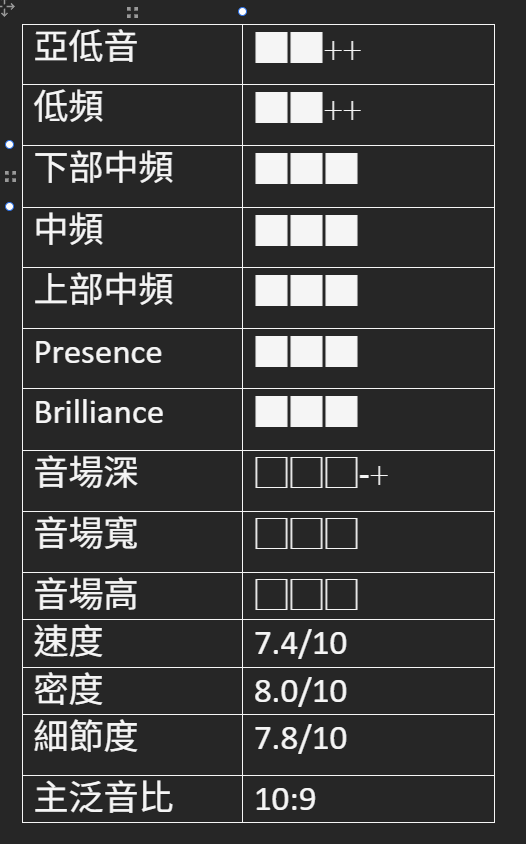 亞低音 ■■++
低頻 ■■++
下部中頻 ■■■
中頻 ■■■
上部中頻 ■■■
Presence ■■■
Brilliance ■■■
音場深 □□□-+
音場寬 □□□
音場高 □□□
速度 7.4/10
密度 8.0/10
細節度 7.8/10
主泛音比 10:9